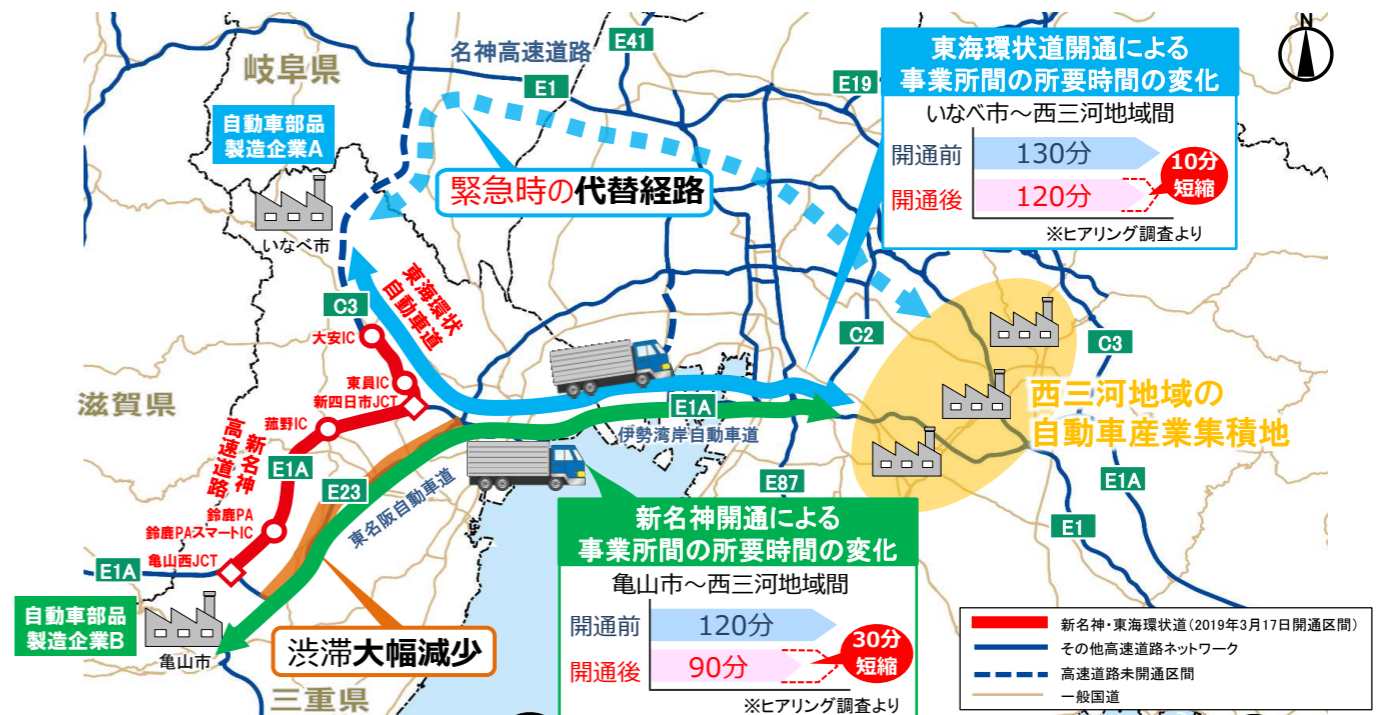 岐阜県
名神高速道路
E41
E1
E19
N
東海環状道開通による
事業所間の所要時間の変化
いなべ市～西三河地域間
開通前
130分
開通後
120分
10分
短縮
※ヒアリング調査より
自動車部品
製造企業A
いなべ市
緊急時の代替経路
東海環状
自動車道
C3
大安IC
東員IC
新四日市JCT
菰野IC
新名神
高速道路
E1A
鈴鹿PA
鈴鹿PAスマートIC
亀山西JCT
E1A
滋賀県
E23
東名阪自動車道
E1A
伊勢湾岸自動車道
C2
C3
西三河地域の
自動車産業集積地
E87
E1A
E1
新名神開通による
事業所間の所要時間の変化
亀山市～西三河地域間
開通前
120分
開通後
90分
30分
短縮
※ヒアリング調査より
自動車部品
製造企業B
亀山市
渋滞大幅減少
三重県
新名神・東海環状道(2019年3月17日開通区間)
その他高速道路ネットワーク
高速道路未開通区間
一般国道